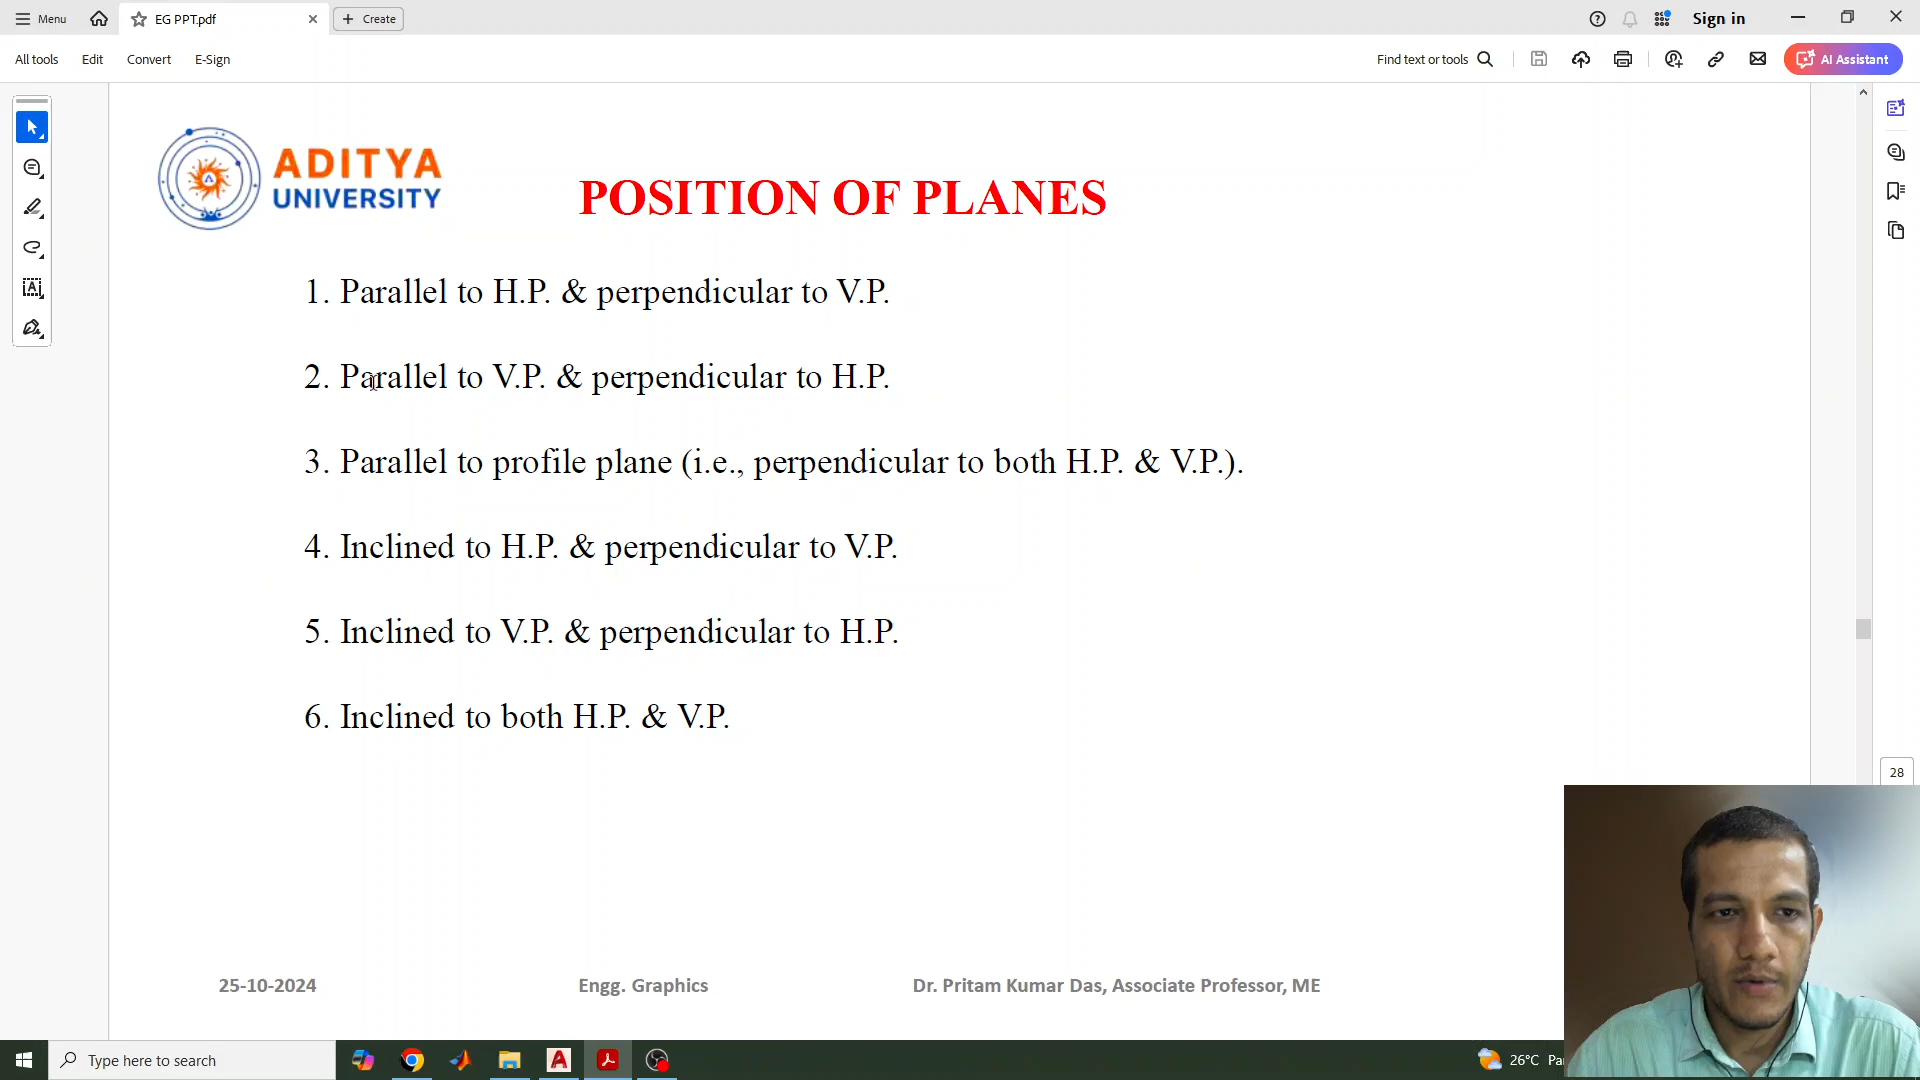 Menu
EG PPT.pdf
Create
Sign in
All tools
Edit
Convert
E-Sign
Find text or tools
AI Assistant
ADITYA
UNIVERSITY
POSITION OF PLANES
1. Parallel to H.P. & perpendicular to V.P.
2. Parallel to V.P. & perpendicular to H.P.
3. Parallel to profile plane (i.e., perpendicular to both H.P. & V.P.).
4. Inclined to H.P. & perpendicular to V.P.
5. Inclined to V.P. & perpendicular to H.P.
6. Inclined to both H.P. & V.P.
28
25-10-2024
Engg. Graphics
Dr. Pritam Kumar Das, Associate Professor, ME
Type here to search
26°C